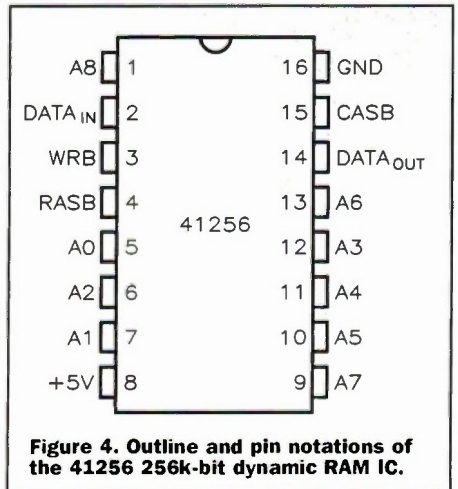 A8 1 16 GND
DATA IN 2 15 CASB
WRB 3 14 DATA OUT
RASB 4 13 A6
41256
A0 5 12 A3
A2 6 11 A4
A1 7 10 A5
+5V 8 9 A7
Figure 4. Outline and pin notations of
the 41256 256k-bit dynamic RAM IC.